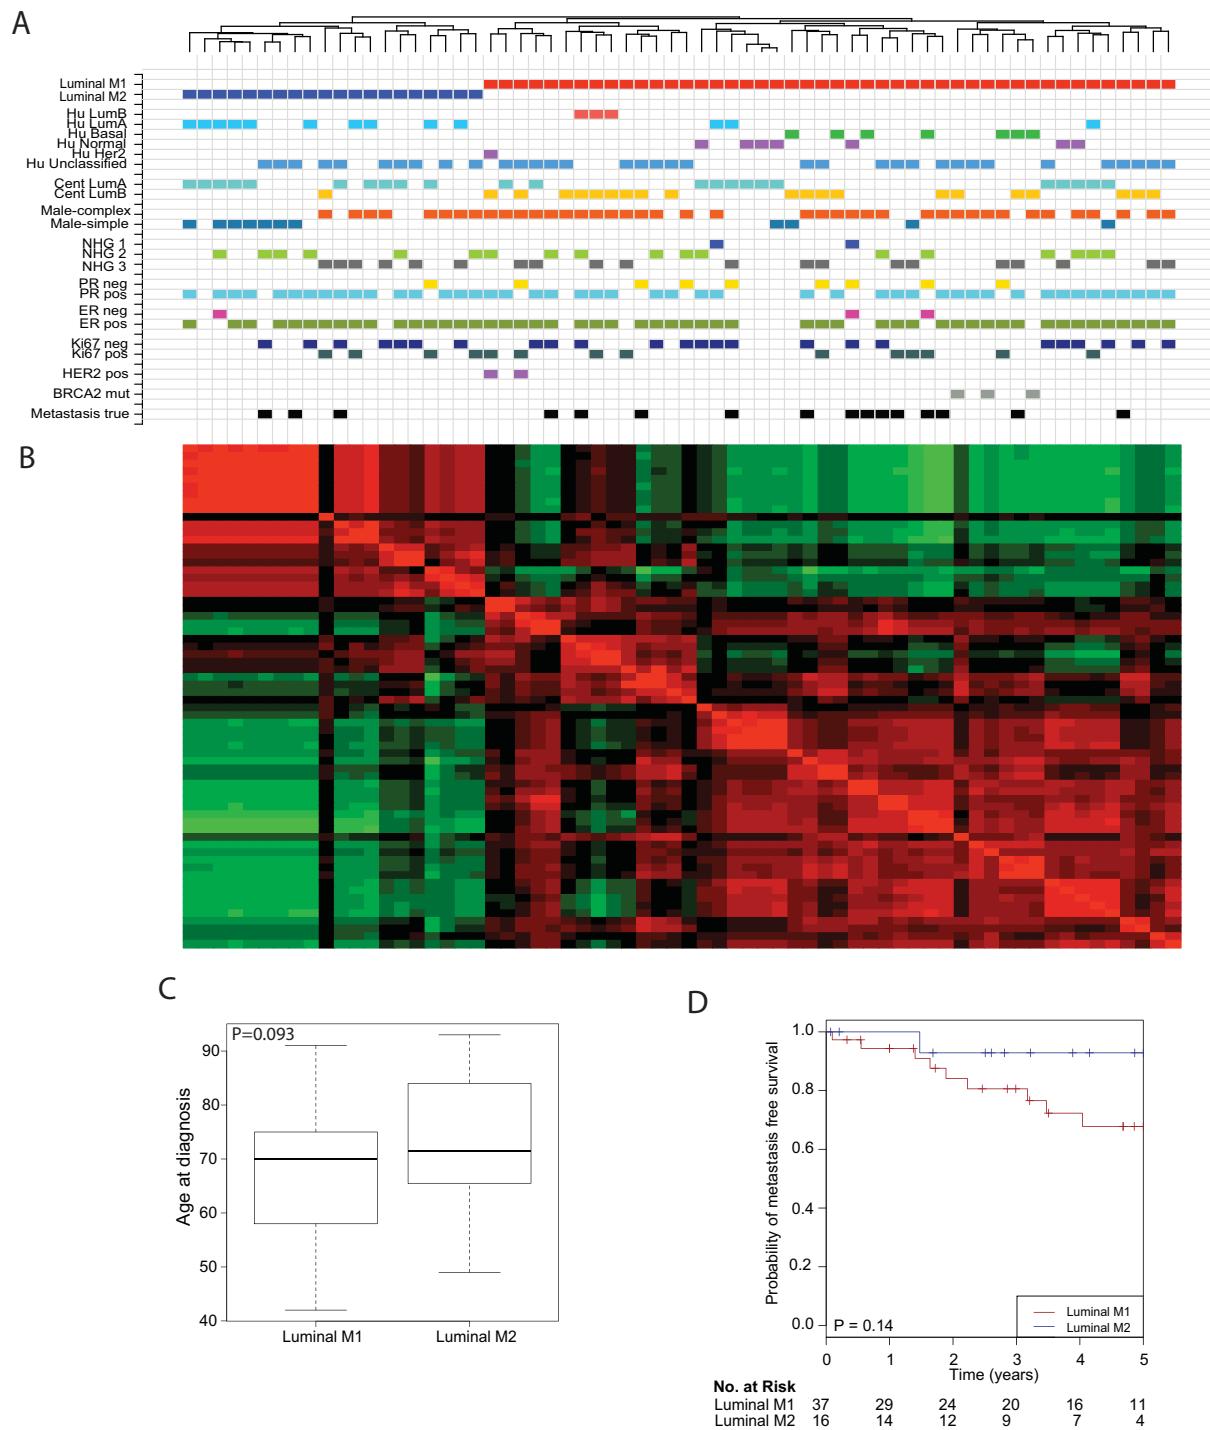 A
Luminal M1
Luminal M2
Hu LumB
Hu LumA
Hu Basal
Hu Normal
Hu Her2
Hu Unclassified
Cent LumA
Cent LumB
Male-complex
Male-simple
NHG 1
NHG 2
NHG 3
PR neg
PR pos
ER neg
ER pos
Ki67 neg
Ki67 pos
HER2 pos
BRCA2 mut
Metastasis true
B
C
P=0.093
Age at diagnosis
90
80
70
60
50
40
Luminal M1 Luminal M2
D
Probability of metastasis free survival
1.0
0.8
0.6
0.4
0.2
0.0
P = 0.14
Luminal M1
Luminal M2
0 1 2 3 4 5
Time (years)
No. at Risk
Luminal M1 37 29 24 20 16 11
Luminal M2 16 14 12 9 7 4